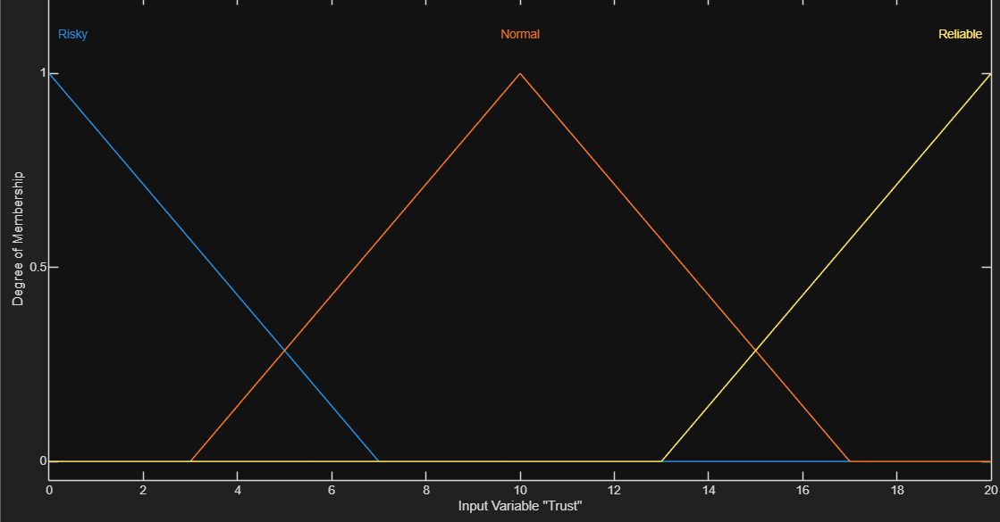 Risky Normal Reliable
1
0.5
0
Degree of Membership
0 2 4 6 8 10 12 14 16 18 20
Input Variable "Trust"